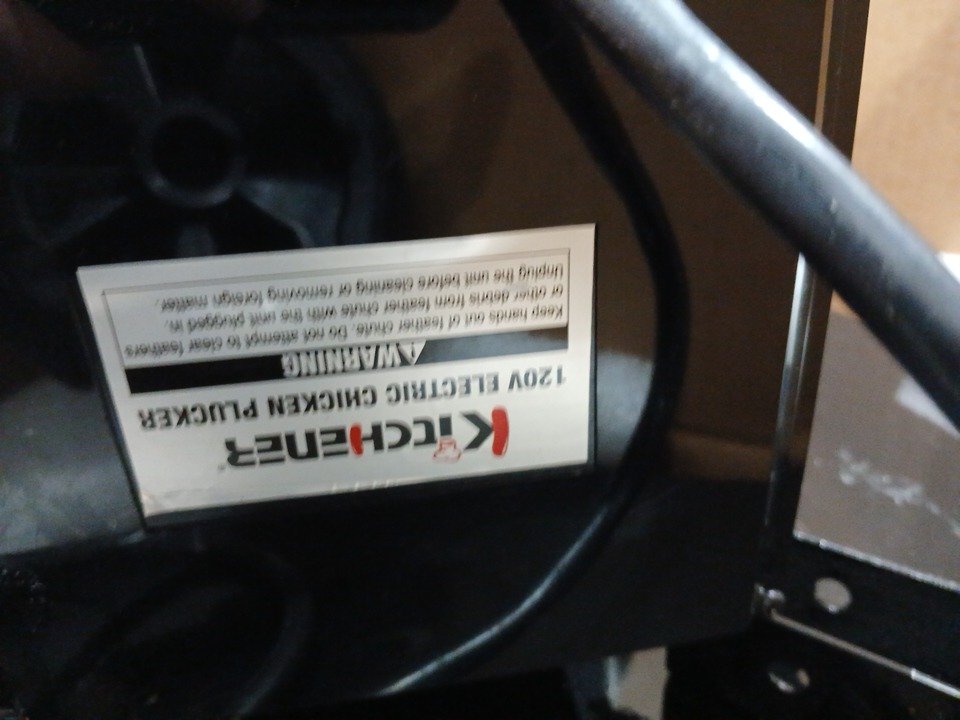 KitCHENER®
120V ELECTRIC CHICKEN PLUCKER
⚠WARNING
Keep hands out of feather chute. Do not attempt to clear feathers
or other debris from feather chute with the unit plugged in.
Unplug the unit before cleaning or removing foreign matter.